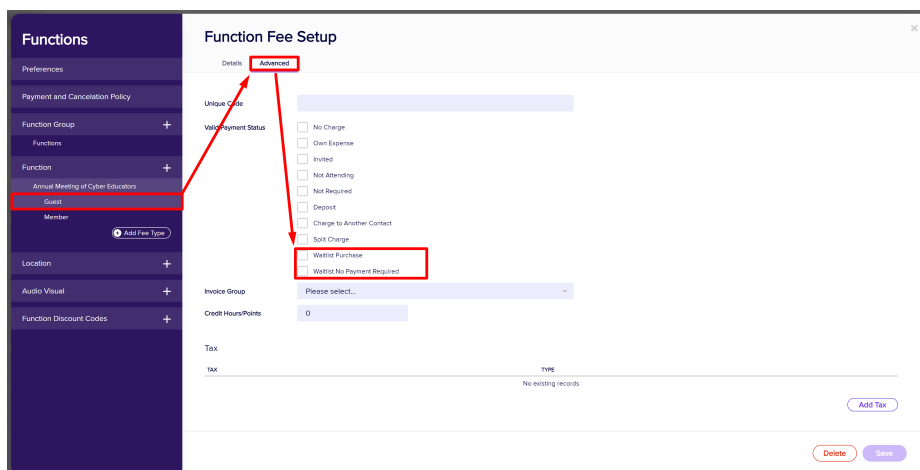 Functions
Preferences
Payment and Cancelation Policy
Function Group +
Functions
Function +
Annual Meeting of Cyber Educators
Guest
Member
Add Fee Type
Location +
Audio Visual +
Function Discount Codes +
Function Fee Setup
×
Details Advanced
Unique Code
Valid Payment Status
No Charge
Own Expense
Invited
Not Attending
Not Required
Deposit
Charge to Another Contact
Split Charge
Waitlist Purchase
Waitlist No Payment Required
Invoice Group Please select...
Credit Hours/Points 0
Tax
TAX TYPE
No existing records
Add Tax
Delete Save